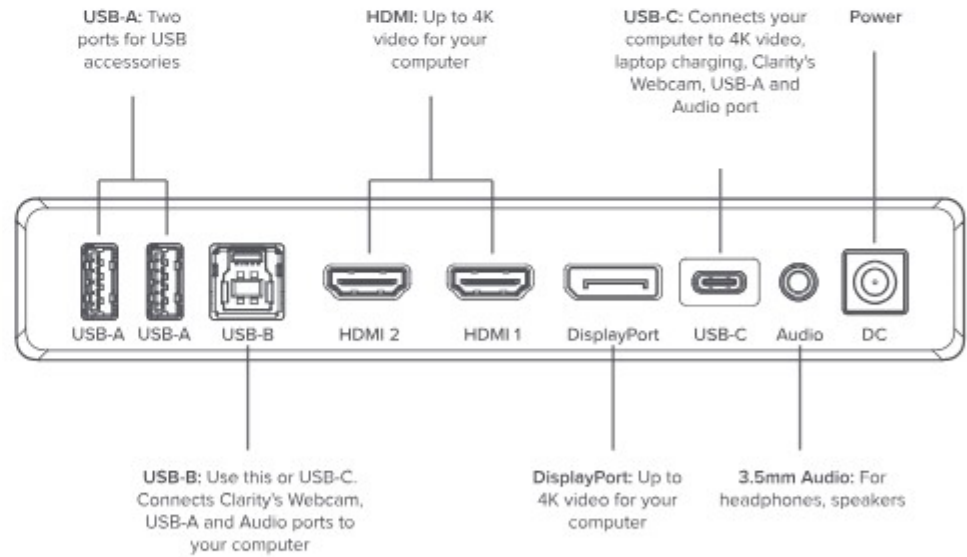 USB-A: Two
ports for USB
accessories
HDMI: Up to 4K
video for your
computer
USB-C: Connects your
computer to 4K video,
laptop charging, Clarity's
Webcam, USB-A and
Audio port
Power
USB-A USB-A USB-B HDMI 2 HDMI 1 DisplayPort USB-C Audio DC
USB-B: Use this or USB-C.
Connects Clarity's Webcam,
USB-A and Audio ports to
your computer
DisplayPort: Up to
4K video for your
computer
3.5mm Audio: For
headphones, speakers